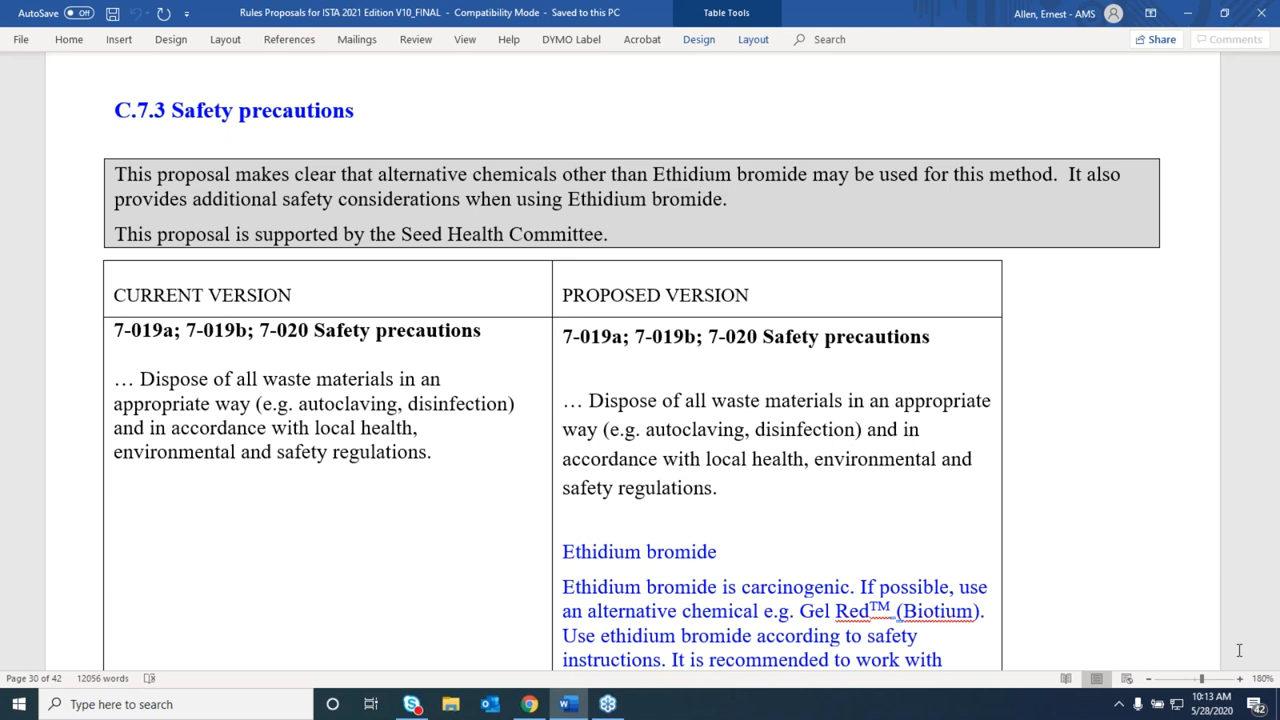 AutoSave Off Rules Proposals for ISTA 2021 Edition V10_FINAL - Compatibility Mode - Saved to this PC Table Tools Allen, Ernest - AMS
File Home Insert Design Layout References Mailings Review View Help DYMO Label Acrobat Design Layout Search Share Comments
C.7.3 Safety precautions
This proposal makes clear that alternative chemicals other than Ethidium bromide may be used for this method. It also
provides additional safety considerations when using Ethidium bromide.
This proposal is supported by the Seed Health Committee.
CURRENT VERSION
7-019a; 7-019b; 7-020 Safety precautions
… Dispose of all waste materials in an
appropriate way (e.g. autoclaving, disinfection)
and in accordance with local health,
environmental and safety regulations.
PROPOSED VERSION
7-019a; 7-019b; 7-020 Safety precautions
… Dispose of all waste materials in an appropriate
way (e.g. autoclaving, disinfection) and in
accordance with local health, environmental and
safety regulations.
Ethidium bromide
Ethidium bromide is carcinogenic. If possible, use
an alternative chemical e.g. Gel Red™ (Biotium).
Use ethidium bromide according to safety
instructions. It is recommended to work with
Page 30 of 42 12056 words 180%
Type here to search 10:13 AM
5/28/2020 42